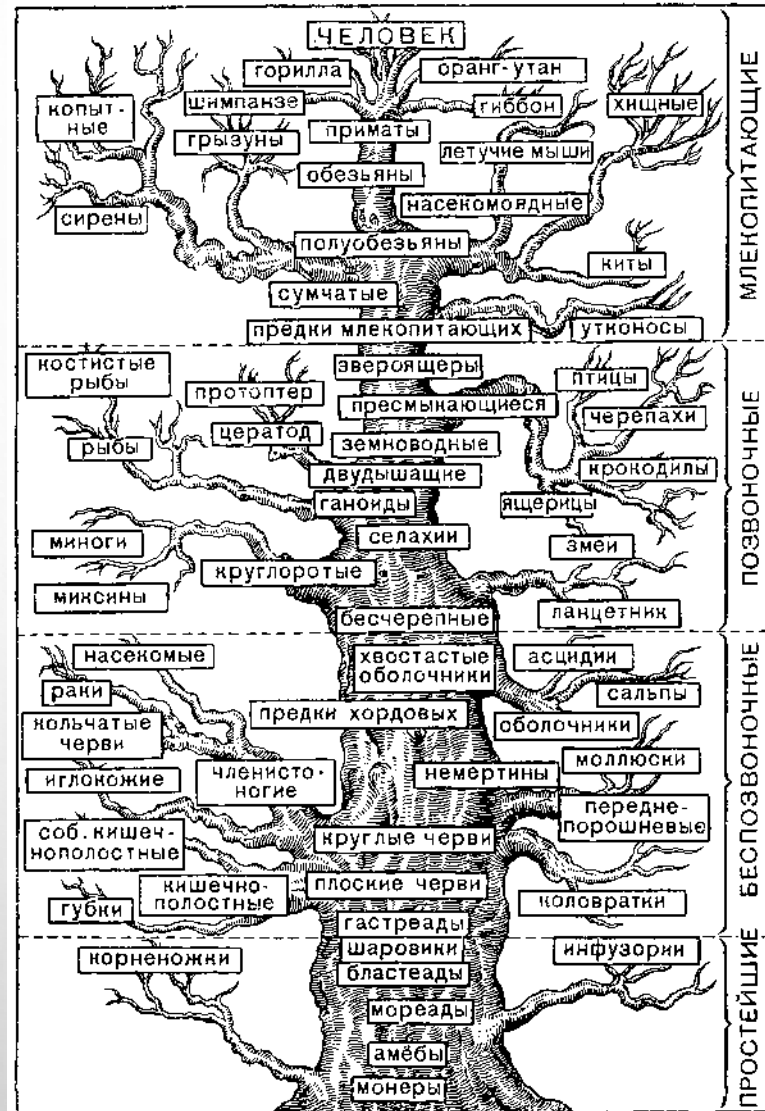 ЧЕЛОВЕК
горилла
оранг-утан
шимпанзе
гиббон
копыт-
ные
хищные
приматы
грызуны
летучие мыши
обезьяны
насекомоядные
сирены
полуобезьяны
киты
сумчатые
предки млекопитающих
утконосы
МЛЕКОПИТАЮЩИЕ
костистые
рыбы
звероящеры
птицы
протоптер
пресмыкающиеся
черепахи
цератод
рыбы
земноводные
двудышащие
крокодилы
ганоиды
ящерицы
селахии
миноги
змеи
круглоротые
миксины
ланцетник
бесчерепные
ПОЗВОНОЧНЫЕ
насекомые
хвостатые
оболочники
асцидии
раки
сальпы
предки хордовых
оболочники
кольчатые
черви
моллюски
иглокожие
членисто-
ногие
немертины
передне-
порошневые
соб. кишеч-
нополостные
круглые черви
кишечно-
полостные
плоские черви
коловратки
губки
гастреады
БЕСПОЗВОНОЧНЫЕ
шаровики
инфузории
корненожки
бластеады
мореады
амёбы
монеры
ПРОСТЕЙШИЕ